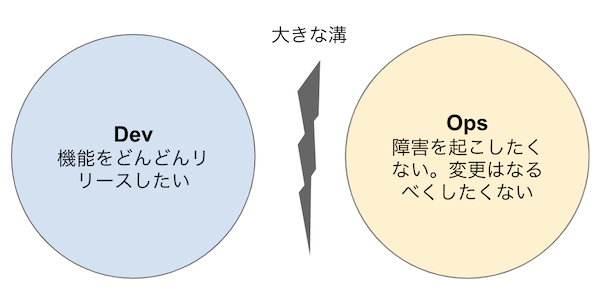 大きな溝
Dev
機能をどんどんリ
リースしたい
Ops
障害を起こしたく
ない。変更はなる
べくしたくない